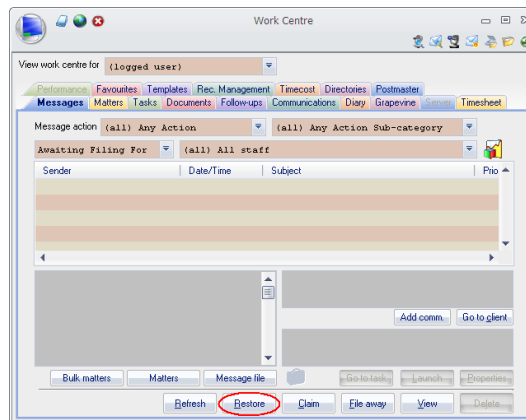 Work Centre
View work centre for (logged user)
Performance Favourites Templates Rec. Management Timecost Directories Postmaster
Messages Matters Tasks Documents Follow-ups Communications Diary Grapevine Server Timesheet
Message action (all) Any Action (all) Any Action Sub-category
Awaiting Filing For (all) All staff
Sender Date/Time Subject Prio
Add comm. Go to client
Bulk matters Matters Message file Go to task Launch Properties
Refresh Restore Claim File away View Delete